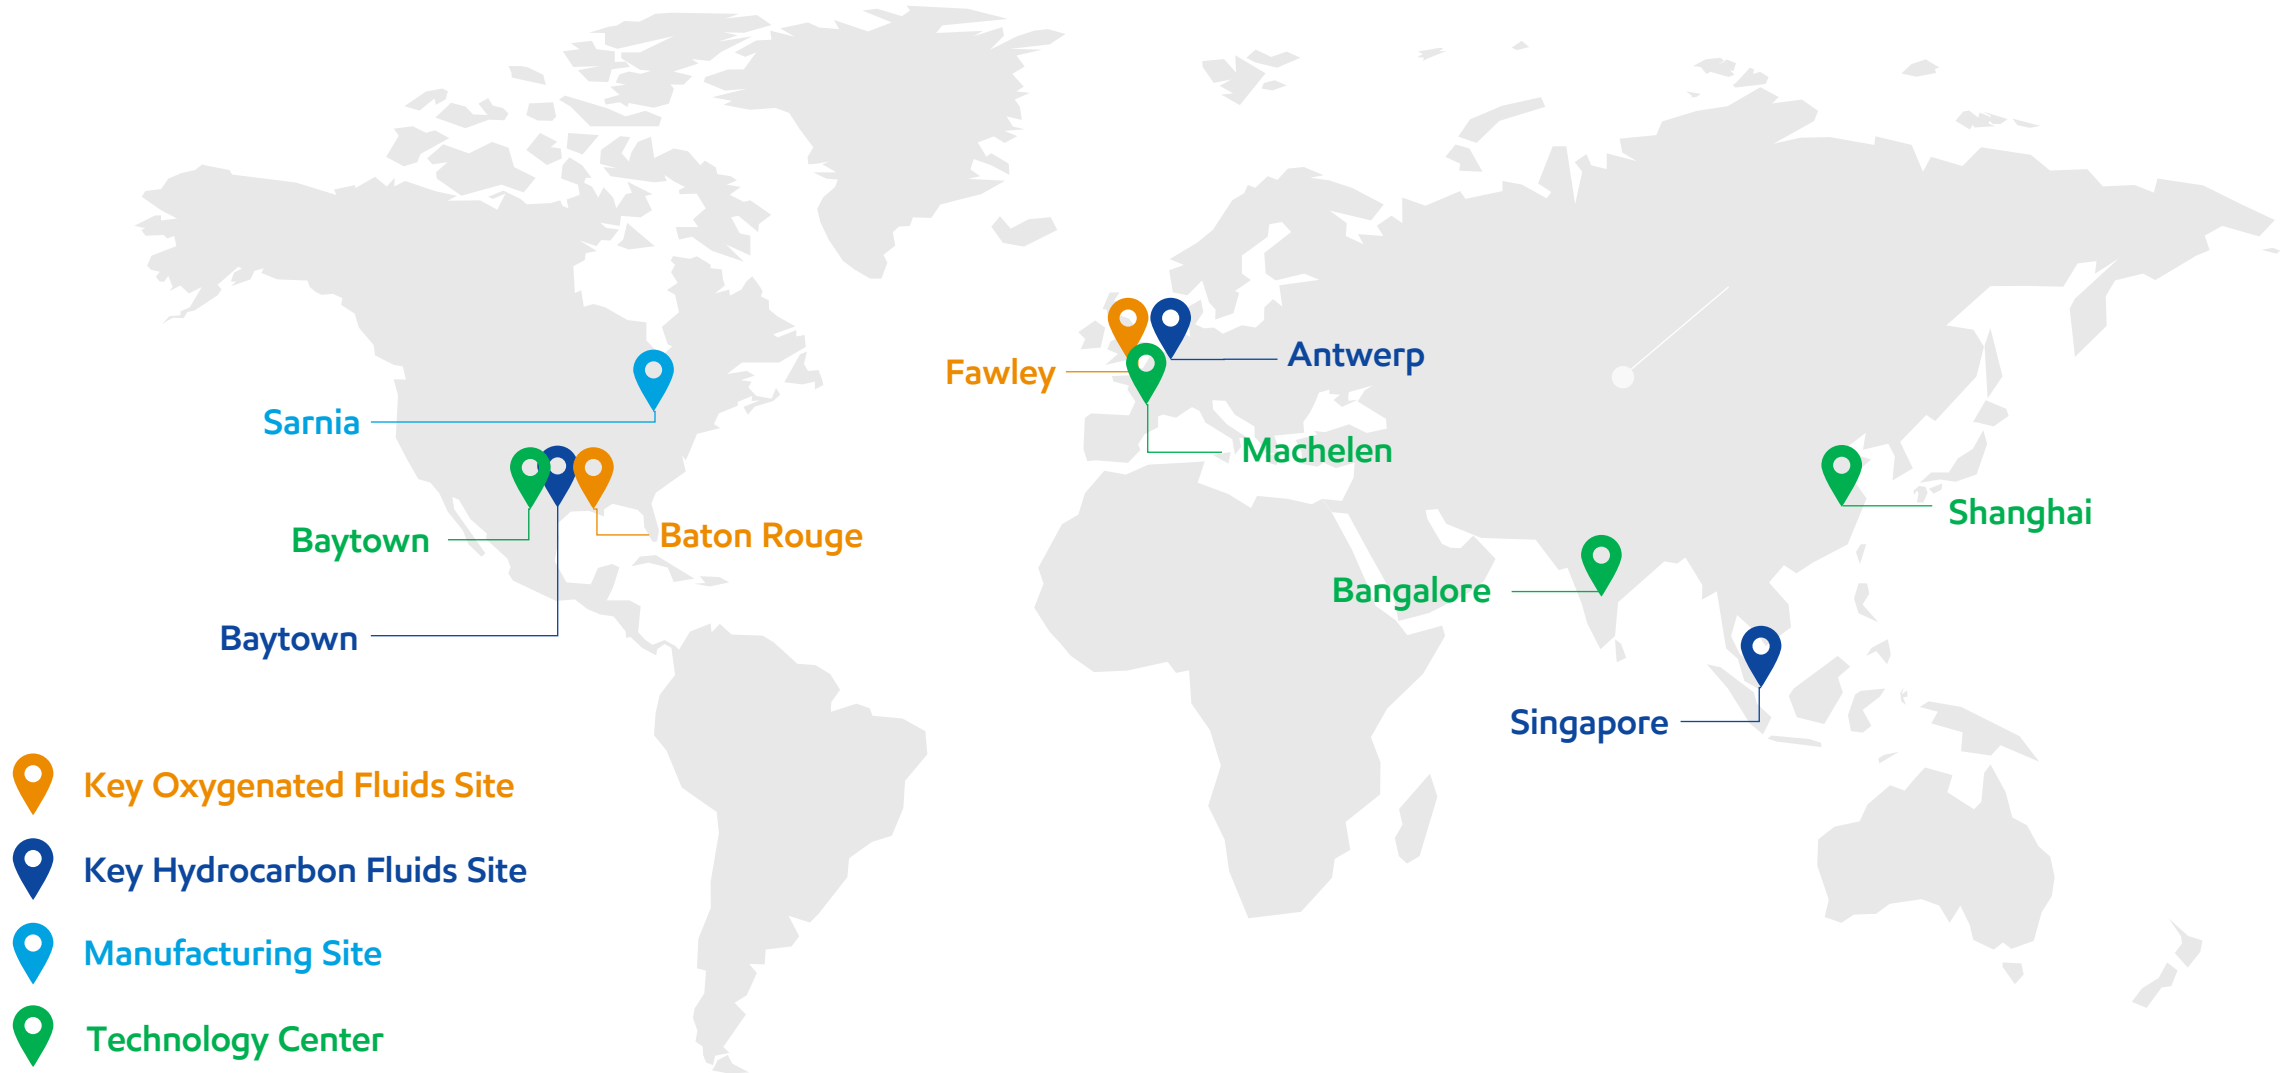 Antwerp
Fawley
Sarnia
Machelen
Shanghai
Baton Rouge
Baytown
Bangalore
Baytown
Singapore
Key Oxygenated Fluids Site
Key Hydrocarbon Fluids Site
Manufacturing Site
Technology Center